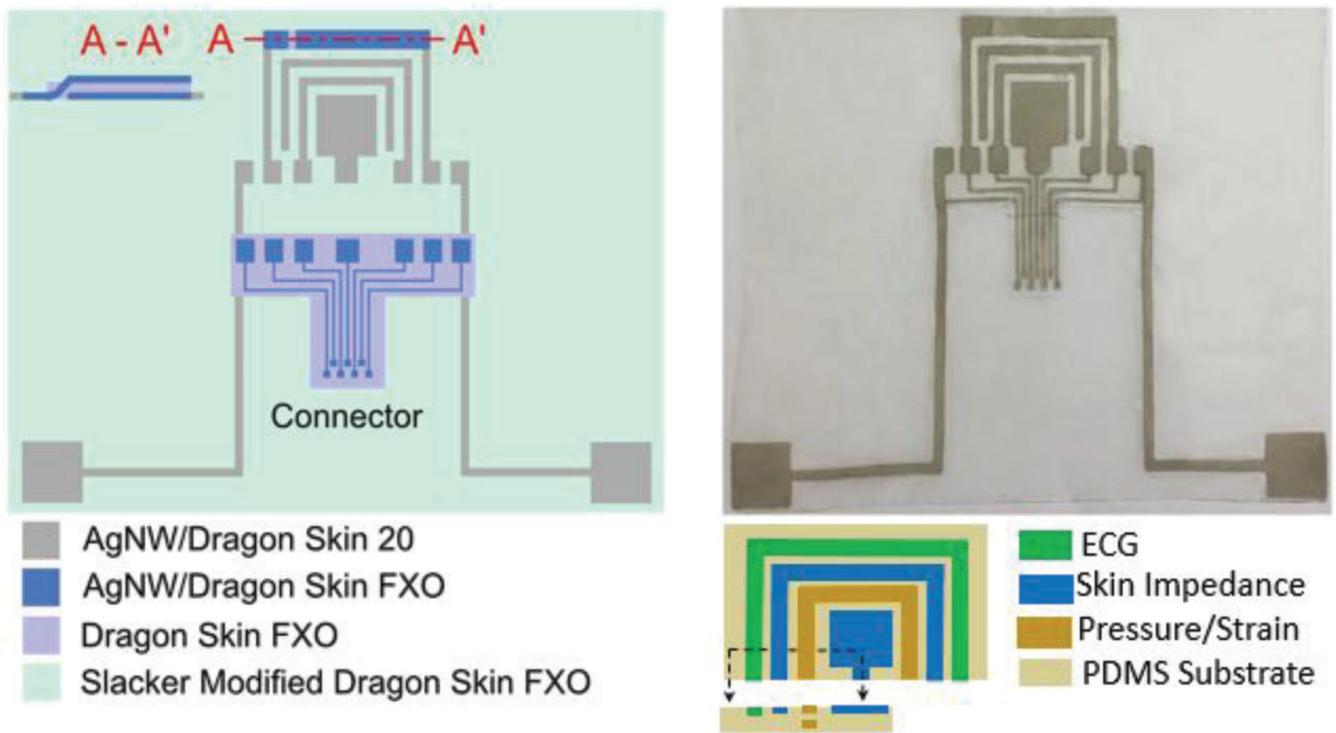 A - A'
A
A'
Connector
AgNW/Dragon Skin 20
AgNW/Dragon Skin FXO
Dragon Skin FXO
Slacker Modified Dragon Skin FXO
ECG
Skin Impedance
Pressure/Strain
PDMS Substrate